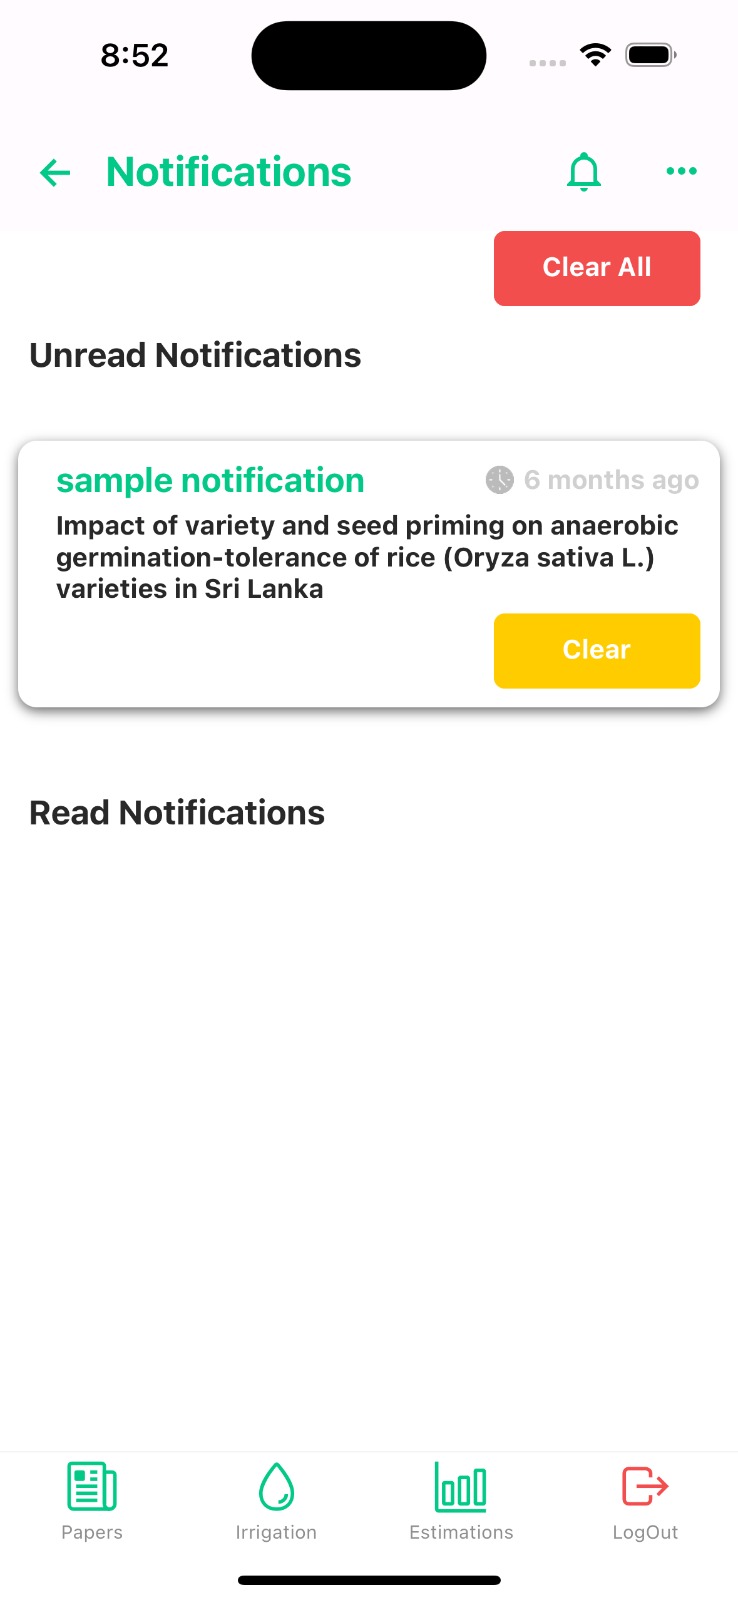 8:52
Notifications
Clear All
Unread Notifications
sample notification
6 months ago
Impact of variety and seed priming on anaerobic
germination-tolerance of rice (Oryza sativa L.)
varieties in Sri Lanka
Clear
Read Notifications
Papers
Irrigation
Estimations
LogOut